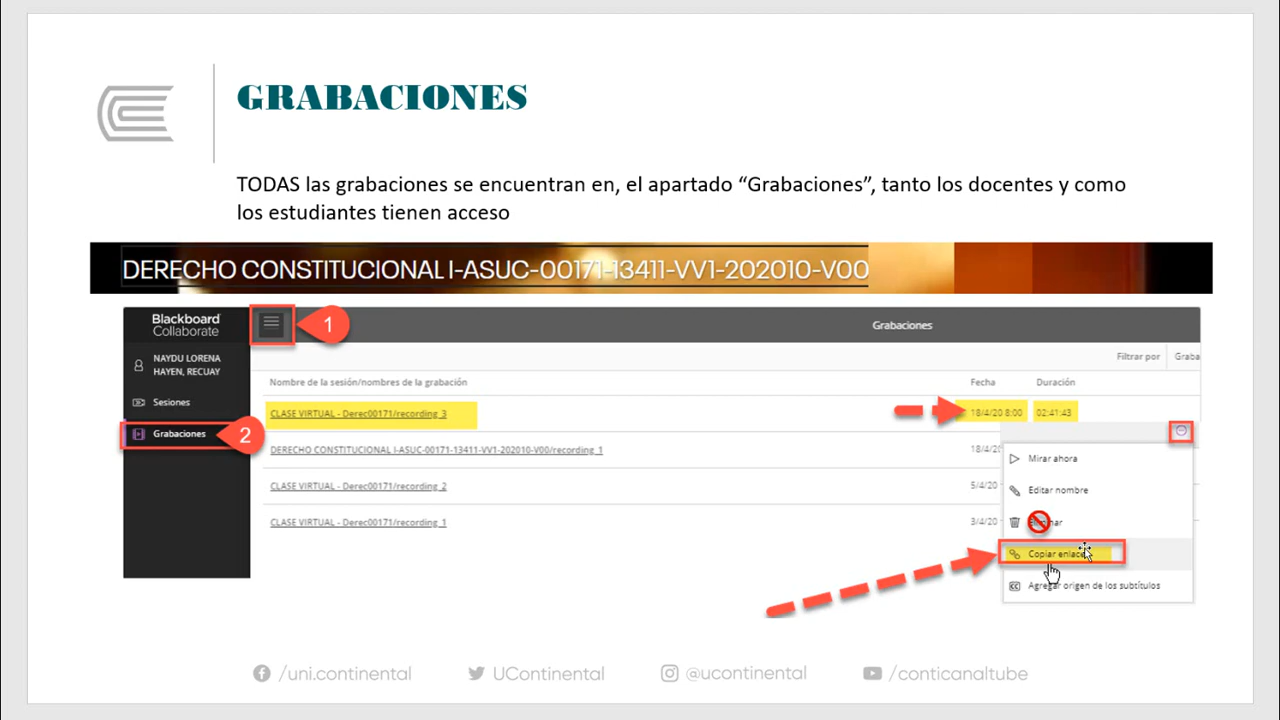 GRABACIONES
TODAS las grabaciones se encuentran en, el apartado “Grabaciones”, tanto los docentes y como
los estudiantes tienen acceso
DERECHO CONSTITUCIONAL I-ASUC-00171-13411-VV1-202010-V00
Blackboard
Collaborate
1
Grabaciones
NAYDU LORENA
HAYEN, RECUAY
Filtrar por
Graba
Nombre de la sesión/nombres de la grabación
Fecha
Duración
Sesiones
CLASE VIRTUAL - Derec00171/recording_3
18/4/20 8:00
02:41:43
Grabaciones
2
DERECHO CONSTITUCIONAL I-ASUC-00171-13411-VV1-202010-V00/recording_1
18/4/20
Mirar ahora
CLASE VIRTUAL - Derec00171/recording_2
5/4/20
Editar nombre
CLASE VIRTUAL - Derec00171/recording_1
3/4/20
Copiar enlace
Agregar origen de los subtítulos
/uni.continental
UContinental
@ucontinental
/conticanaltube